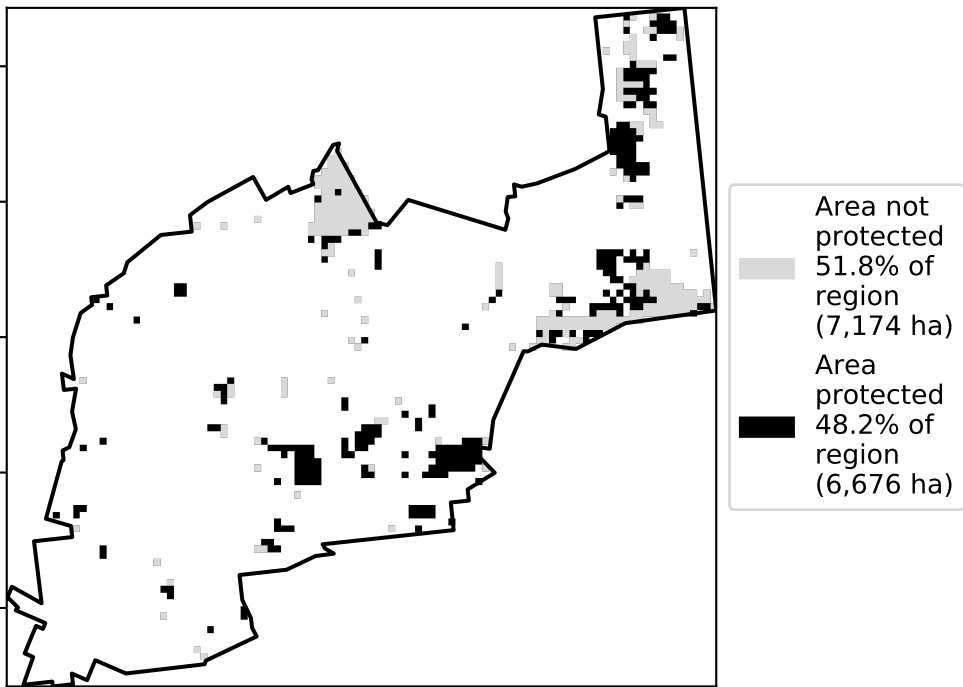 Area not
protected
51.8% of
region
(7,174 ha)
Area
protected
48.2% of
region
(6,676 ha)